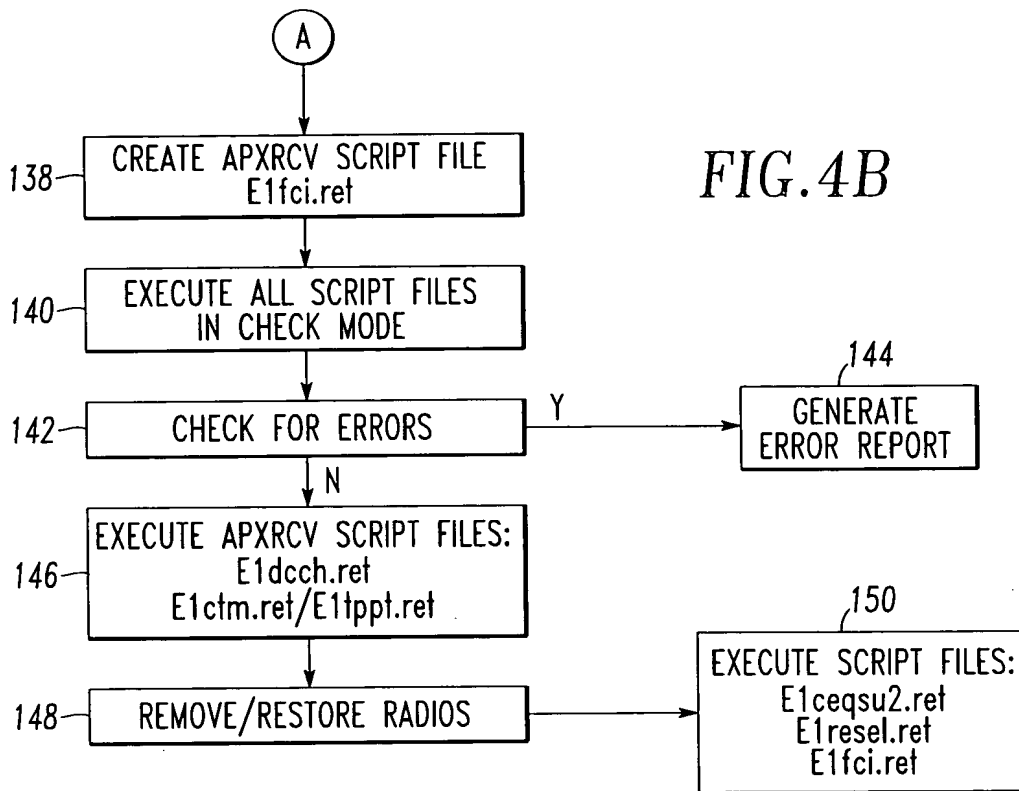 A
FIG.4B
138
CREATE APXRCV SCRIPT FILE
E1fci.ret
140
EXECUTE ALL SCRIPT FILES
IN CHECK MODE
142
CHECK FOR ERRORS
Y
144
GENERATE
ERROR REPORT
N
146
EXECUTE APXRCV SCRIPT FILES:
E1dcch.ret
E1ctm.ret/E1tppt.ret
148
REMOVE/RESTORE RADIOS
150
EXECUTE SCRIPT FILES:
E1ceqsu2.ret
E1resel.ret
E1fci.ret